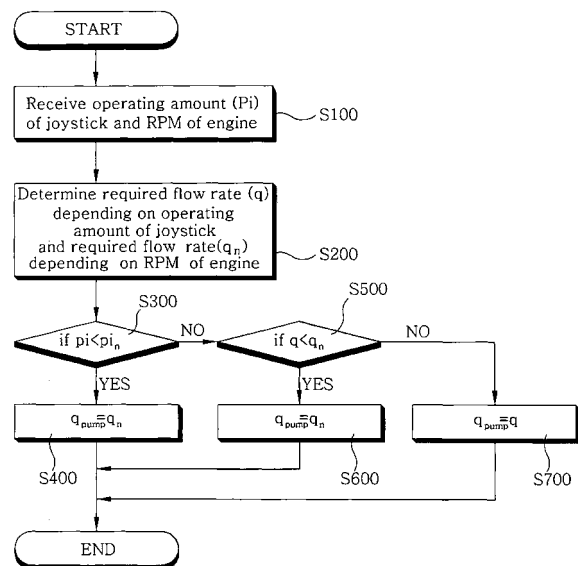 START
Receive operating amount (Pi)
of joystick and RPM of engine
S100
Determine required flow rate (q)
depending on operating
amount of joystick
and required flow rate(qn)
depending on RPM of engine
S200
S300
S500
if pi<pin
NO
if q<qn
NO
YES
YES
qpump=qn
qpump=qn
qpump=q
S400
S600
S700
END